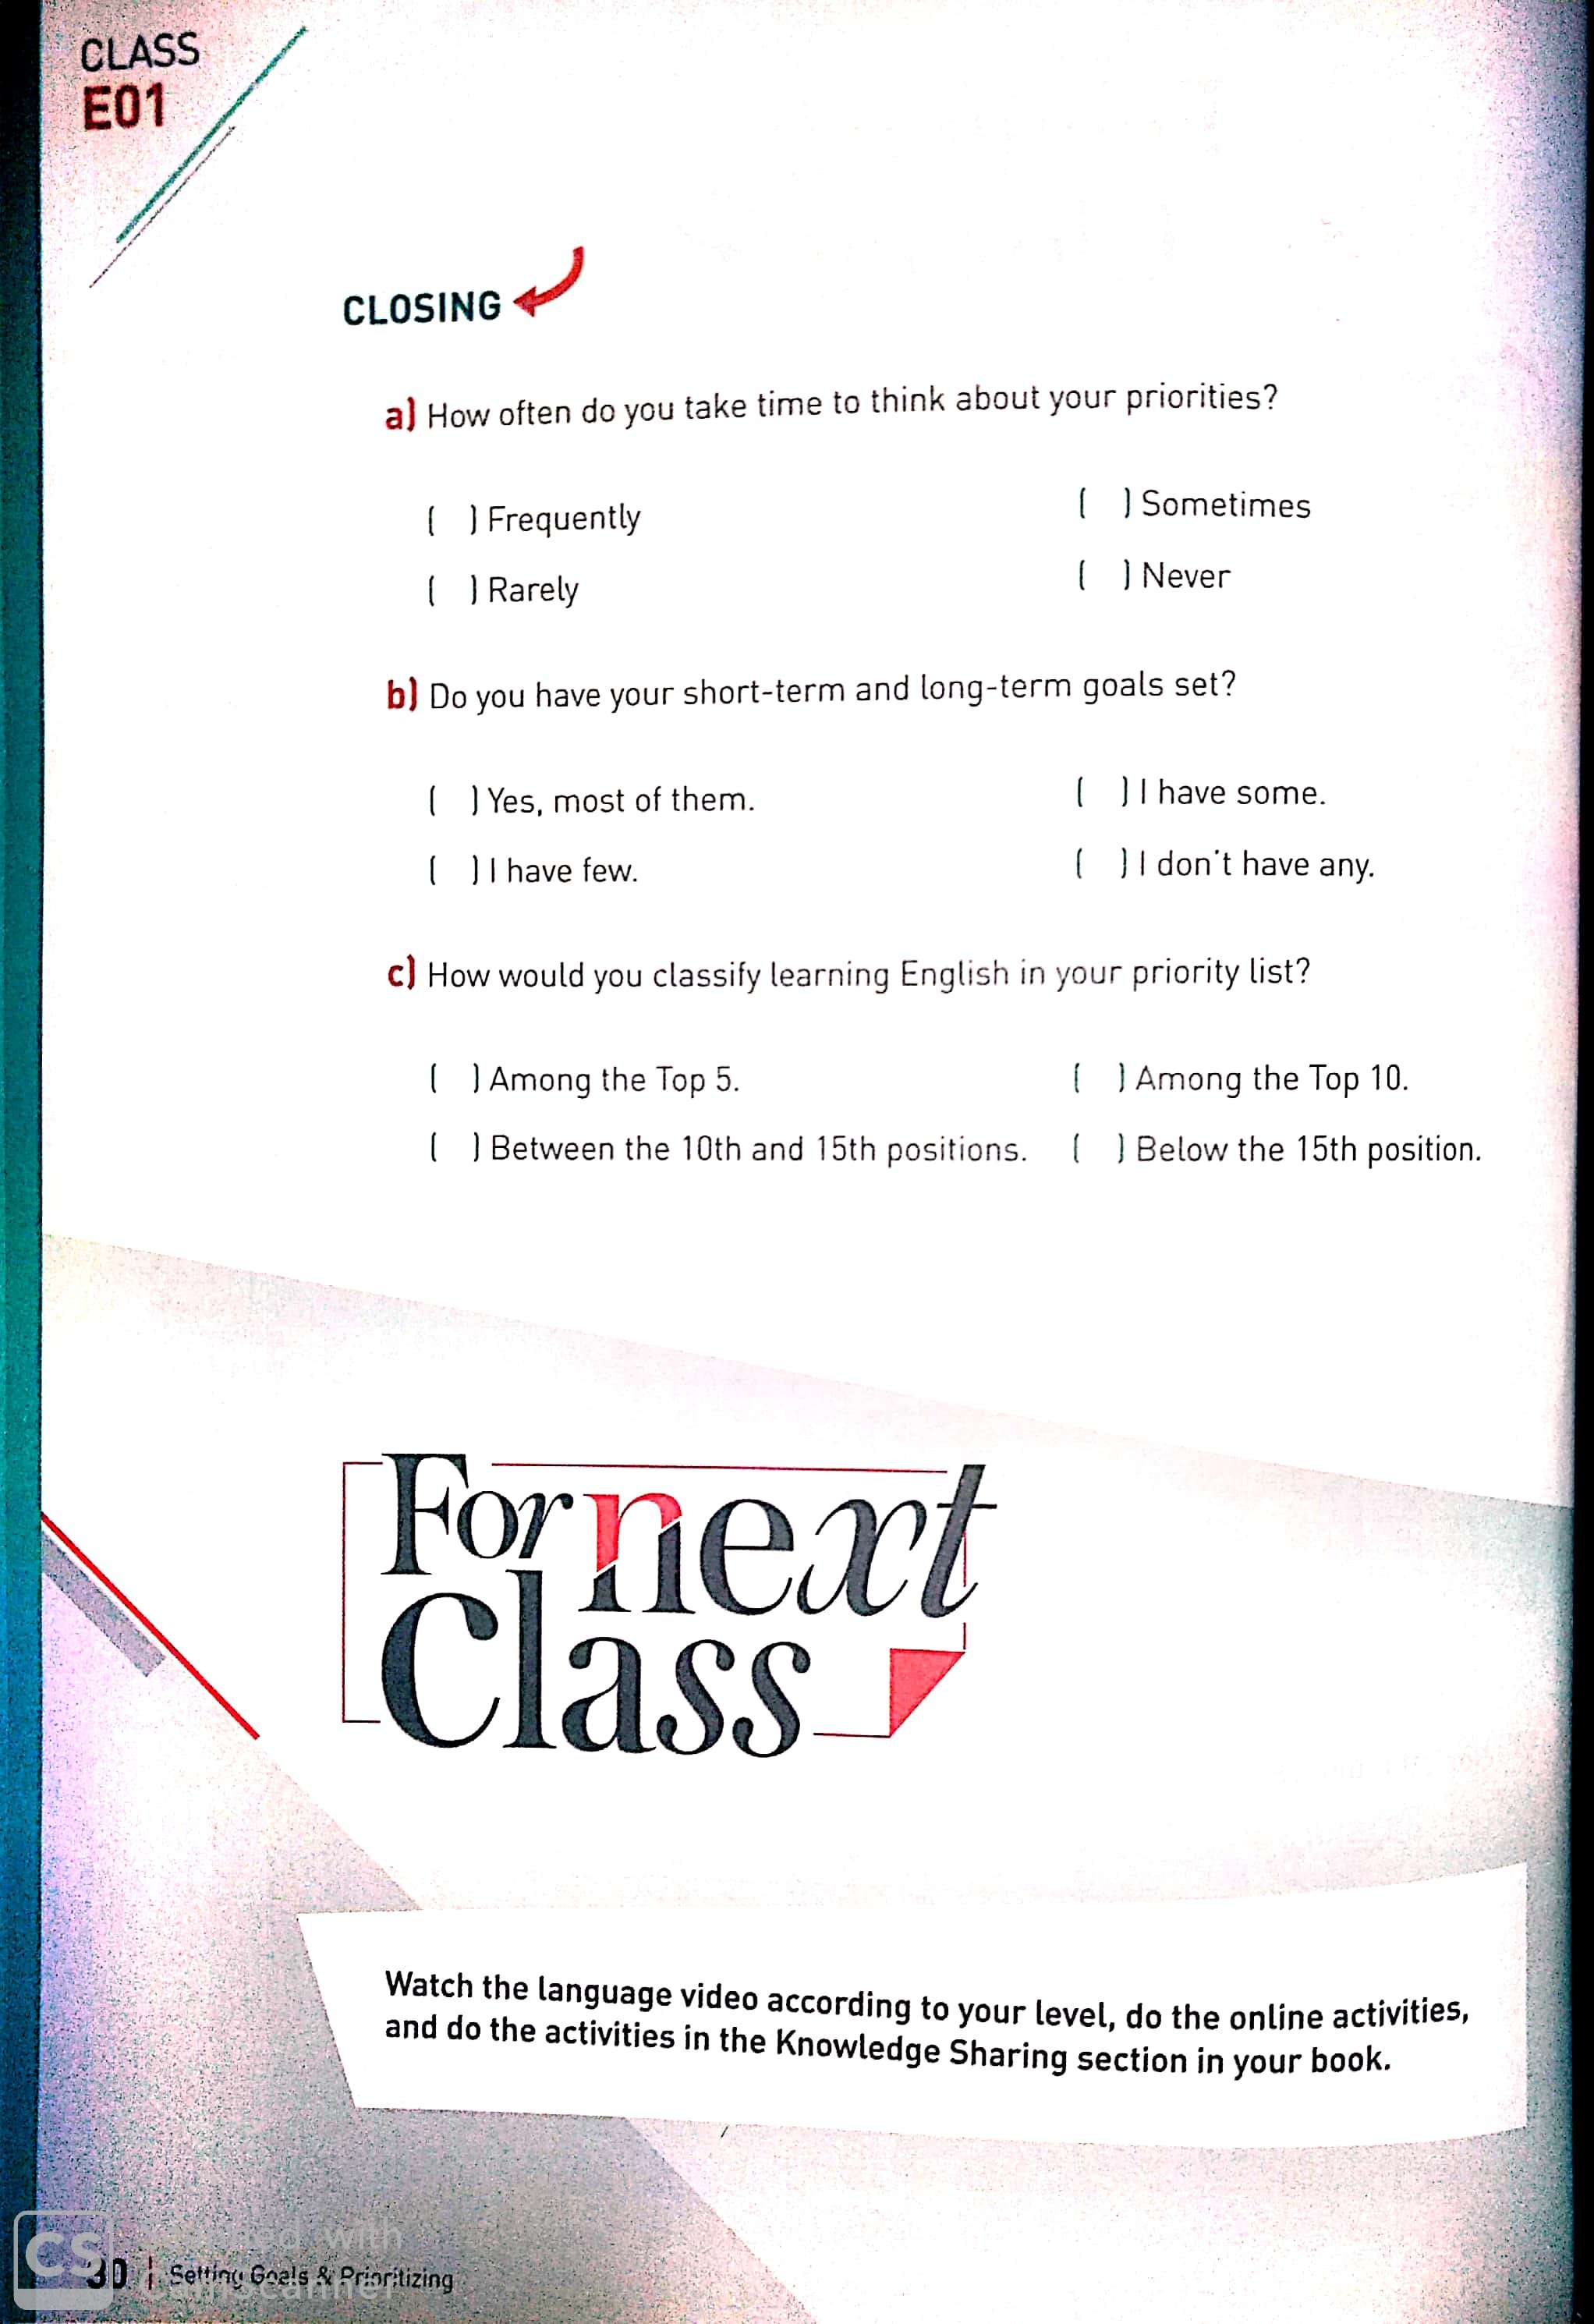 CLASS
E01
CLOSING
a) How often do you take time to think about your priorities?
( ) Frequently ( ) Sometimes
( ) Rarely ( ) Never
b) Do you have your short-term and long-term goals set?
( ) Yes, most of them. ( ) I have some.
( ) I have few. ( ) I don't have any.
c) How would you classify learning English in your priority list?
( ) Among the Top 5. ( ) Among the Top 10.
( ) Between the 10th and 15th positions. ( ) Below the 15th position.
For next
Class
Watch the language video according to your level, do the online activities,
and do the activities in the Knowledge Sharing section in your book.
CS
with
30 | Setting Goals & Prioritizing